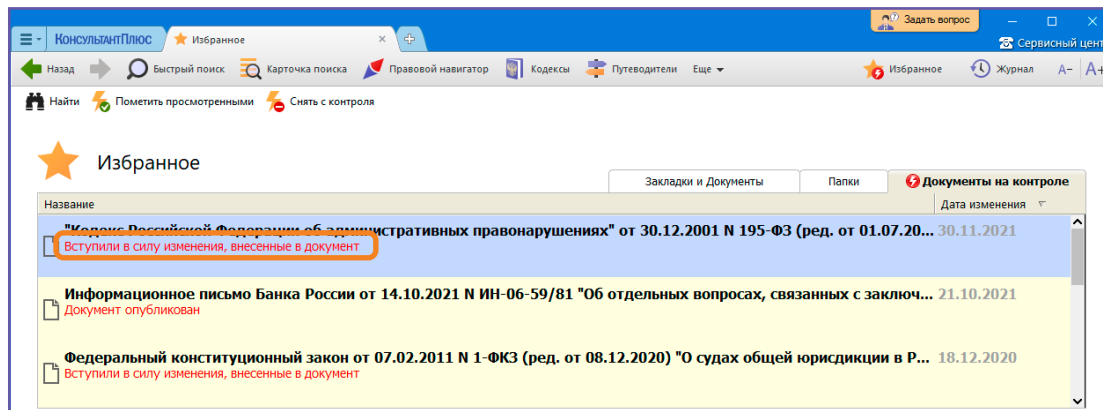 Задать вопрос
КонсультантПлюс
Избранное
Сервисный цент
Назад
Быстрый поиск
Карточка поиска
Правовой навигатор
Кодексы
Путеводители
Еще
Избранное
Журнал
А-
А+
Найти
Пометить просмотренными
Снять с контроля
Избранное
Закладки и Документы
Папки
Документы на контроле
Название
Дата изменения
"Кодекс Российской Федерации об административных правонарушениях" от 30.12.2001 N 195-ФЗ (ред. от 01.07.20... 30.11.2021
Вступили в силу изменения, внесенные в документ
Информационное письмо Банка России от 14.10.2021 N ИН-06-59/81 "Об отдельных вопросах, связанных с заключ... 21.10.2021
Документ опубликован
Федеральный конституционный закон от 07.02.2011 N 1-ФКЗ (ред. от 08.12.2020) "О судах общей юрисдикции в Р... 18.12.2020
Вступили в силу изменения, внесенные в документ